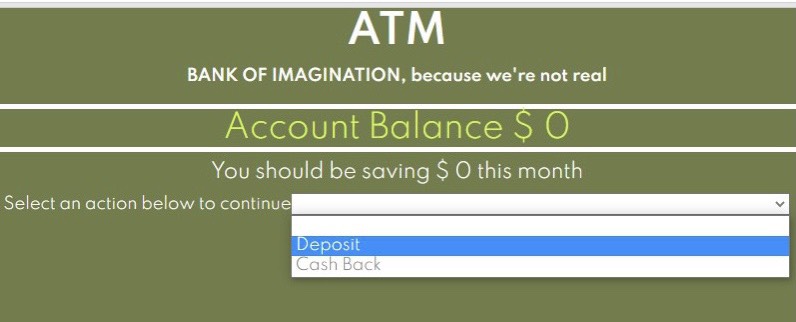 ATM
BANK OF IMAGINATION, because we're not real
Account Balance $ 0
You should be saving $ 0 this month
Select an action below to continue
Deposit
Cash Back